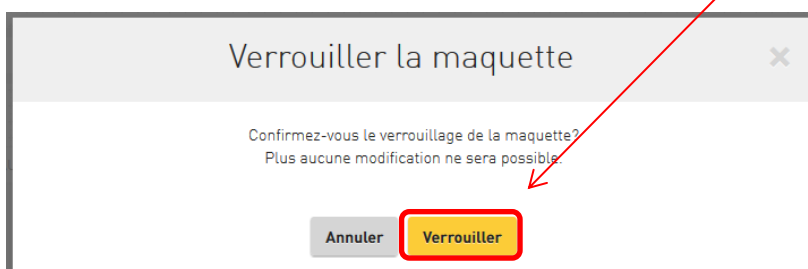 Verrouiller la maquette
Confirmez-vous le verrouillage de la maquette?
Plus aucune modification ne sera possible.
Annuler Verrouiller